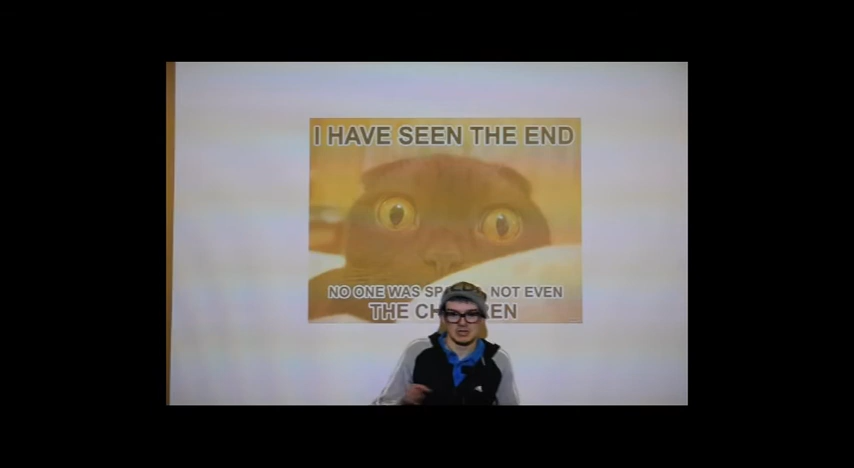 I HAVE SEEN THE END
NO ONE WAS NOT EVEN
THE